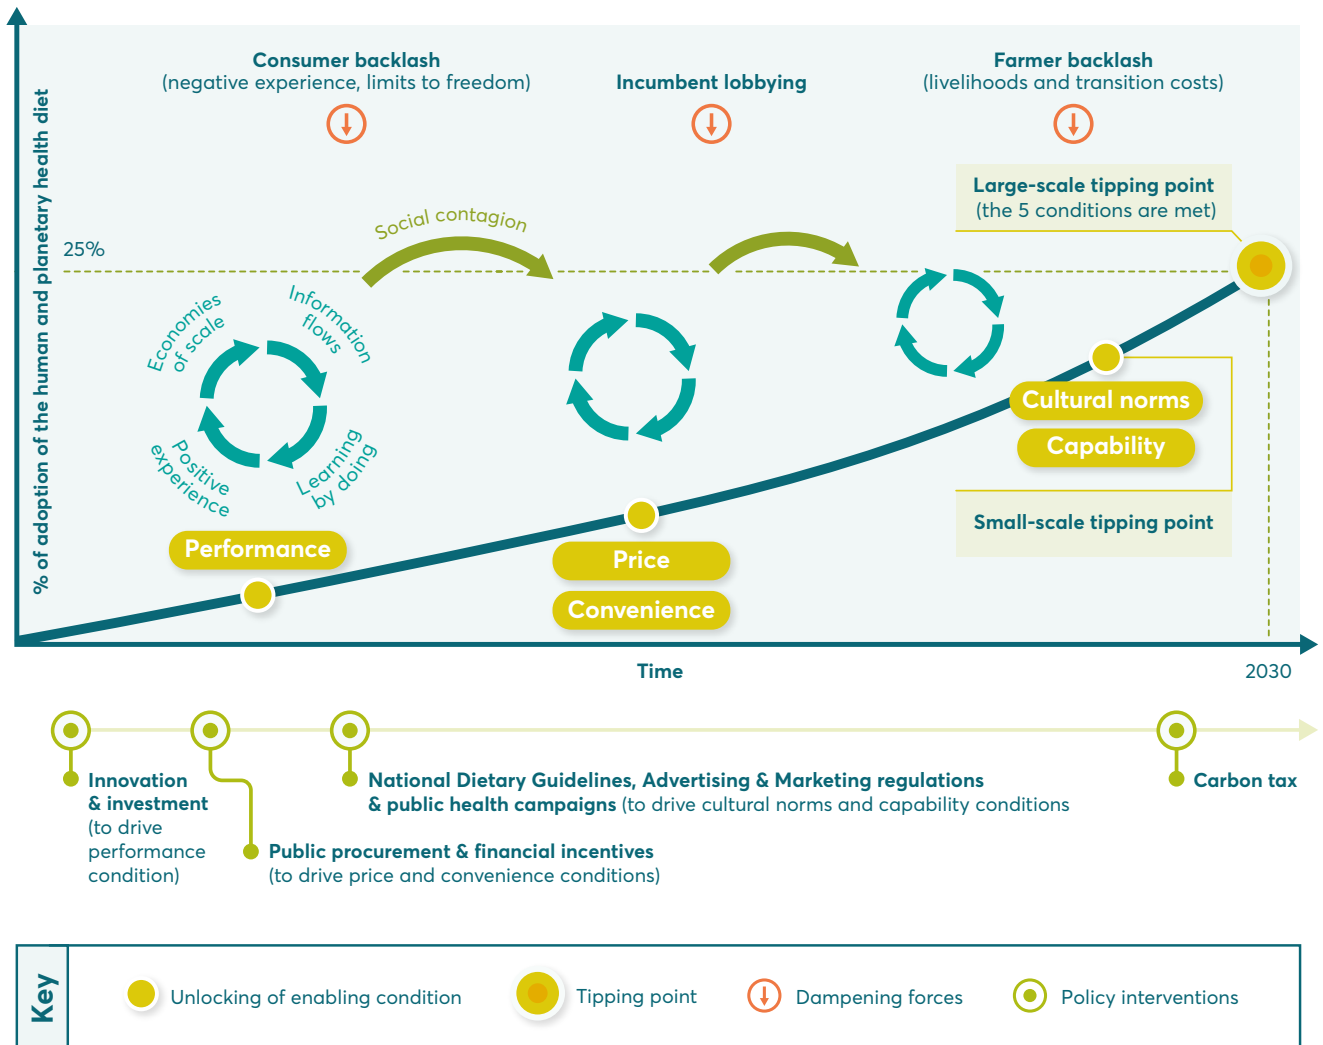 Consumer backlash
(negative experience, limits to freedom)
Incumbent lobbying
Farmer backlash
(livelihoods and transition costs)
% of adoption of the human and planetary health diet
Large-scale tipping point
(the 5 conditions are met)
Social contagion
25%
Economies
of scale
Information
flows
Positive
experience
Learning
by doing
Cultural norms
Capability
Small-scale tipping point
Performance
Price
Convenience
Time
2030
Innovation
& investment
(to drive
performance
condition)
National Dietary Guidelines, Advertising & Marketing regulations
& public health campaigns (to drive cultural norms and capability conditions
Carbon tax
Public procurement & financial incentives
(to drive price and convenience conditions)
Key
Unlocking of enabling condition
Tipping point
Dampening forces
Policy interventions